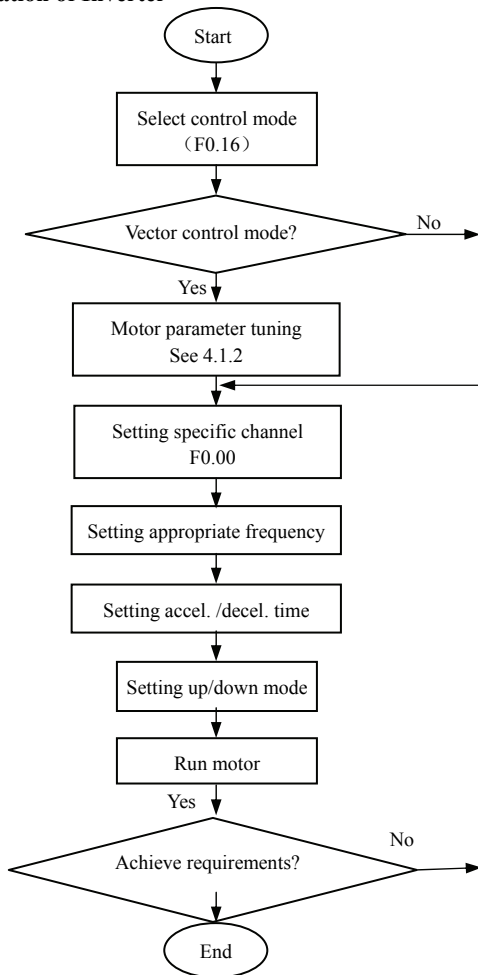 of Inverter
Start
Select control mode
（F0.16）
Vector control mode?
No
Yes
Motor parameter tuning
See 4.1.2
Setting specific channel
F0.00
Setting appropriate frequency
Setting accel. /decel. time
Setting up/down mode
Run motor
Yes
Achieve requirements?
No
End